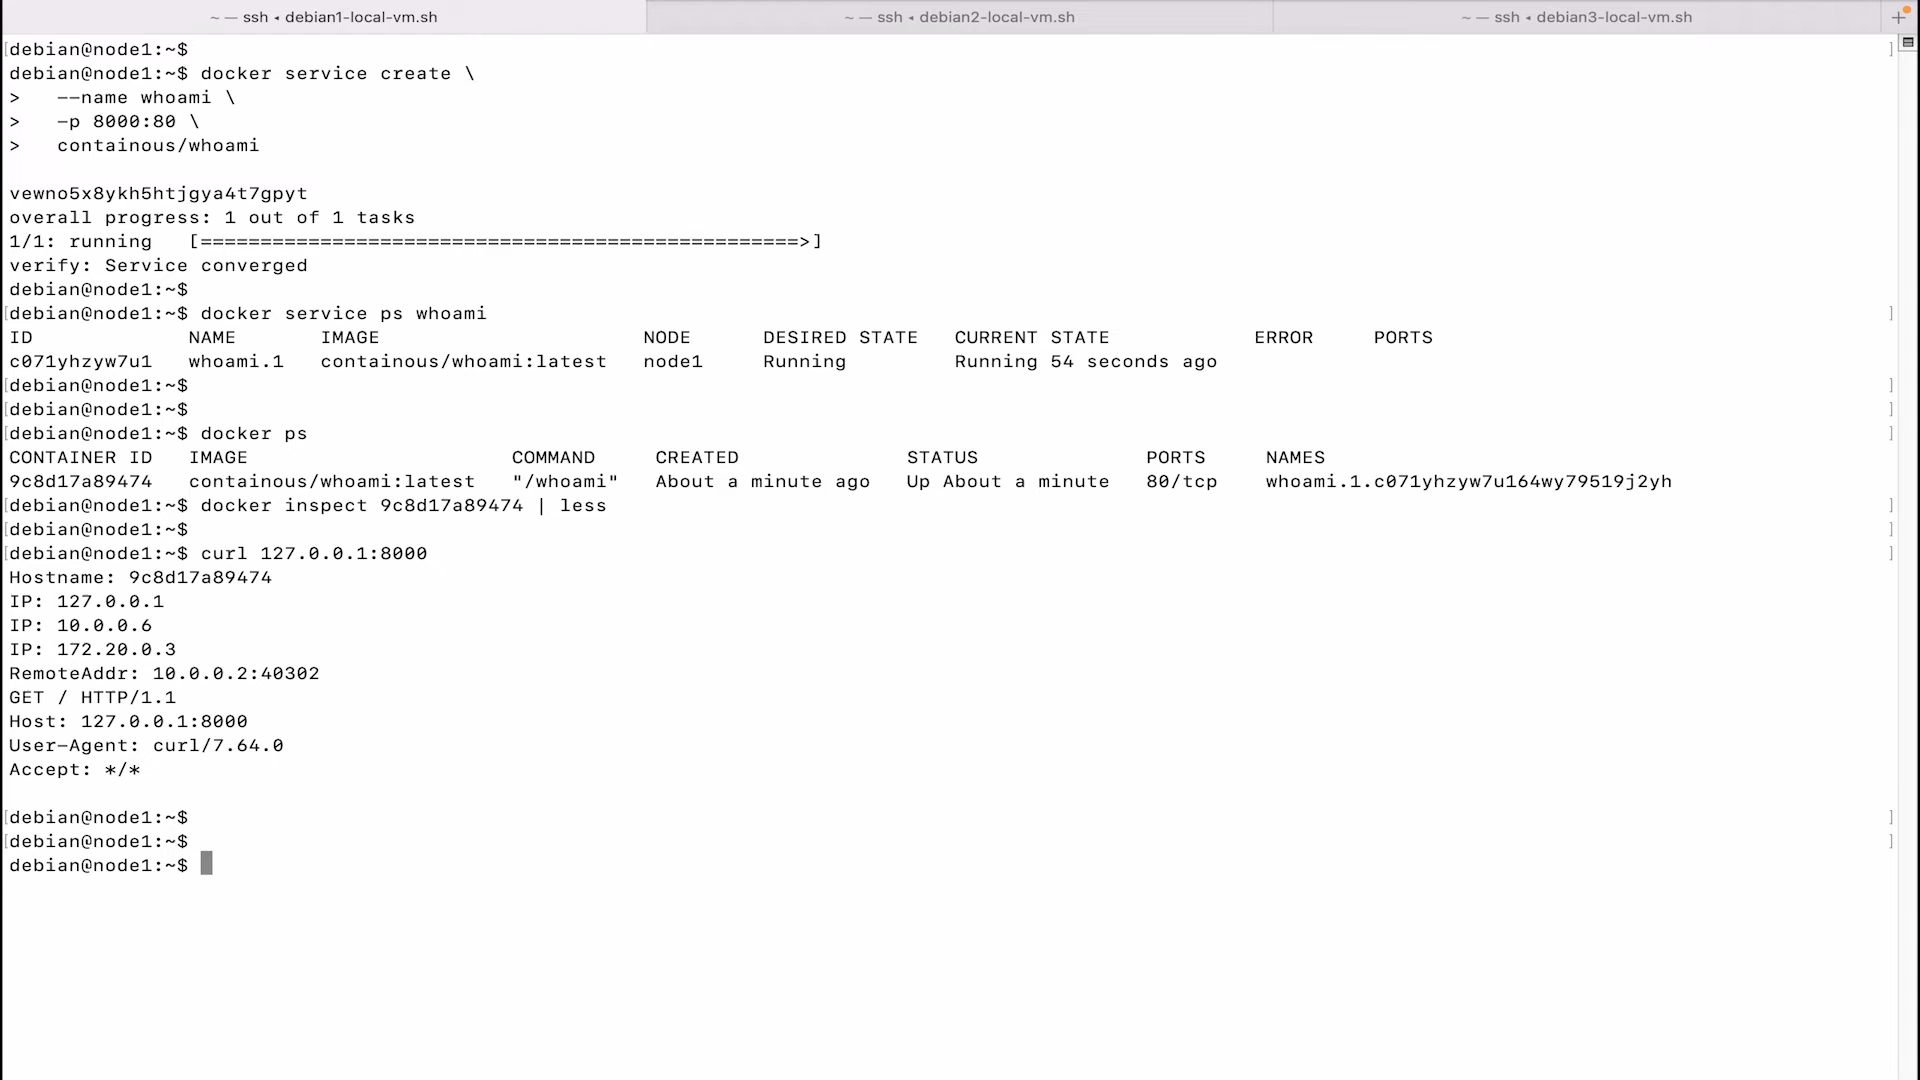 ~ — ssh ◂ debian1-local-vm.sh
~ — ssh ◂ debian2-local-vm.sh
~ — ssh ◂ debian3-local-vm.sh
debian@node1:~$
debian@node1:~$ docker service create \
>   --name whoami \
>   -p 8000:80 \
>   containous/whoami
vewno5x8ykh5htjgya4t7gpyt
overall progress: 1 out of 1 tasks
1/1: running   [==================================================>]
verify: Service converged
debian@node1:~$
debian@node1:~$ docker service ps whoami
ID             NAME       IMAGE                      NODE      DESIRED STATE   CURRENT STATE            ERROR     PORTS
c071yhzyw7u1   whoami.1   containous/whoami:latest   node1     Running         Running 54 seconds ago
debian@node1:~$
debian@node1:~$
debian@node1:~$ docker ps
CONTAINER ID   IMAGE                      COMMAND     CREATED              STATUS              PORTS     NAMES
9c8d17a89474   containous/whoami:latest   "/whoami"   About a minute ago   Up About a minute   80/tcp    whoami.1.c071yhzyw7u164wy79519j2yh
debian@node1:~$ docker inspect 9c8d17a89474 | less
debian@node1:~$
debian@node1:~$ curl 127.0.0.1:8000
Hostname: 9c8d17a89474
IP: 127.0.0.1
IP: 10.0.0.6
IP: 172.20.0.3
RemoteAddr: 10.0.0.2:40302
GET / HTTP/1.1
Host: 127.0.0.1:8000
User-Agent: curl/7.64.0
Accept: */*
debian@node1:~$
debian@node1:~$
debian@node1:~$